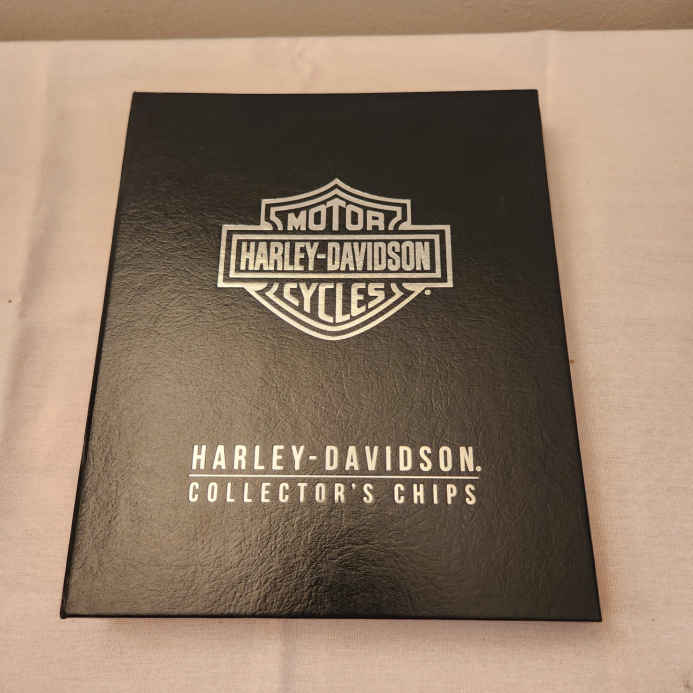 MOTOR
HARLEY-DAVIDSON
CYCLES
HARLEY-DAVIDSON.
COLLECTOR'S CHIPS